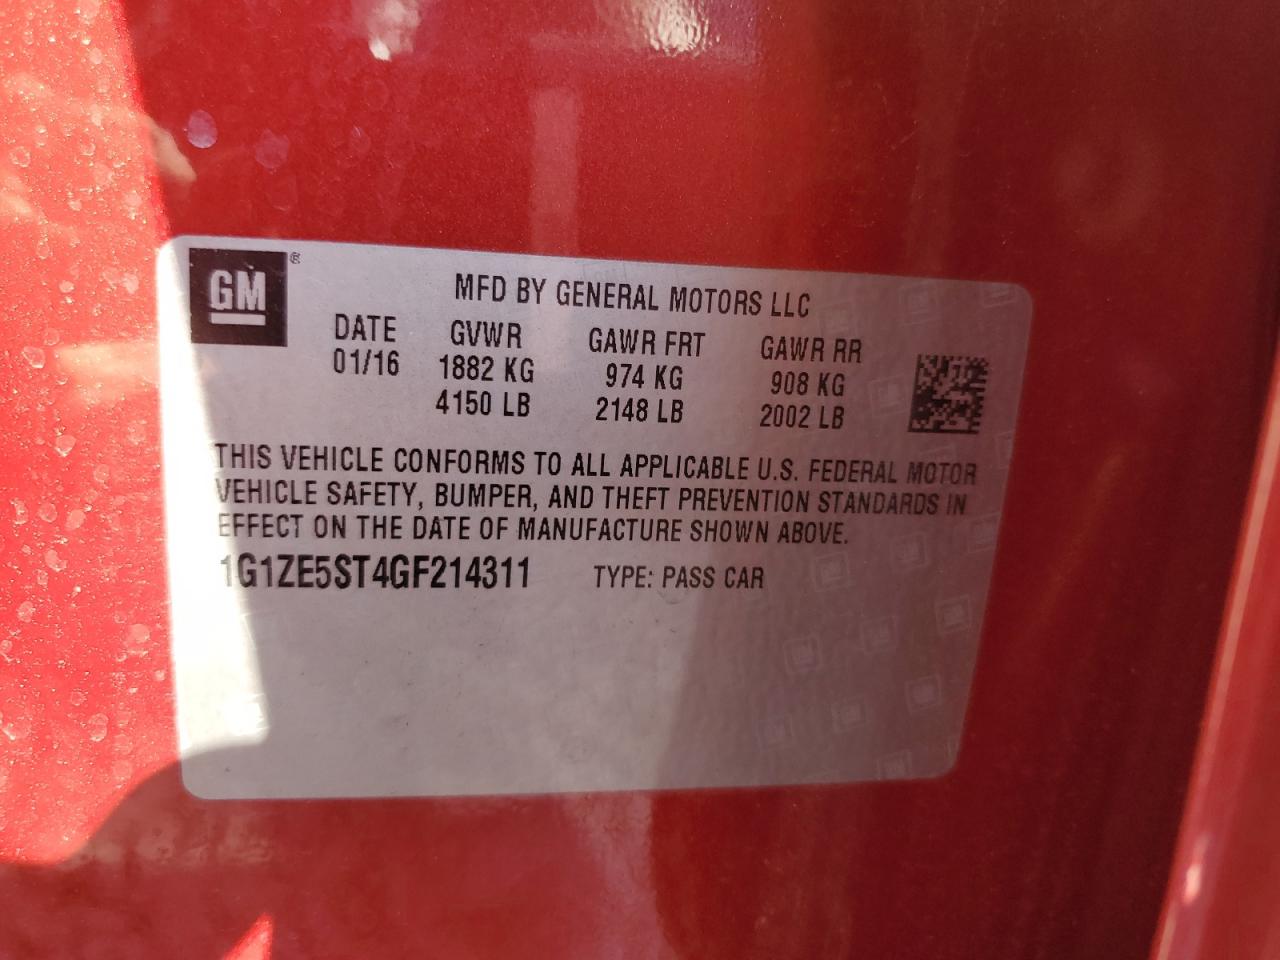 GM ®
MFD BY GENERAL MOTORS LLC
DATE GVWR GAWR FRT GAWR RR
01/16 1882 KG 974 KG 908 KG
4150 LB 2148 LB 2002 LB
THIS VEHICLE CONFORMS TO ALL APPLICABLE U.S. FEDERAL MOTOR
VEHICLE SAFETY, BUMPER, AND THEFT PREVENTION STANDARDS IN
EFFECT ON THE DATE OF MANUFACTURE SHOWN ABOVE.
1G1ZE5ST4GF214311 TYPE: PASS CAR